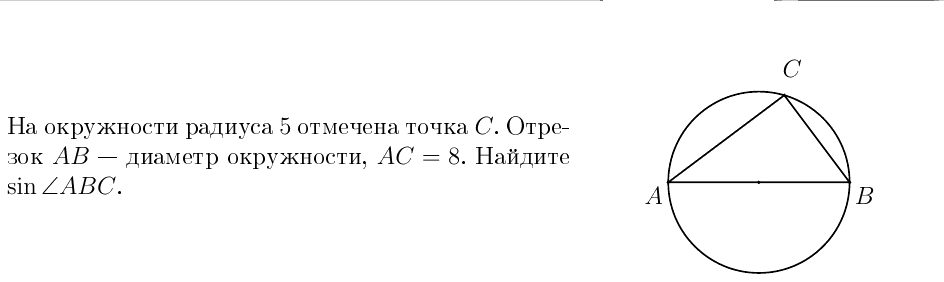 На окружности радиуса 5 отмечена точка C. Отре-
зок AB — диаметр окружности, AC = 8. Найдите
sin ∠ABC.
C
A
B